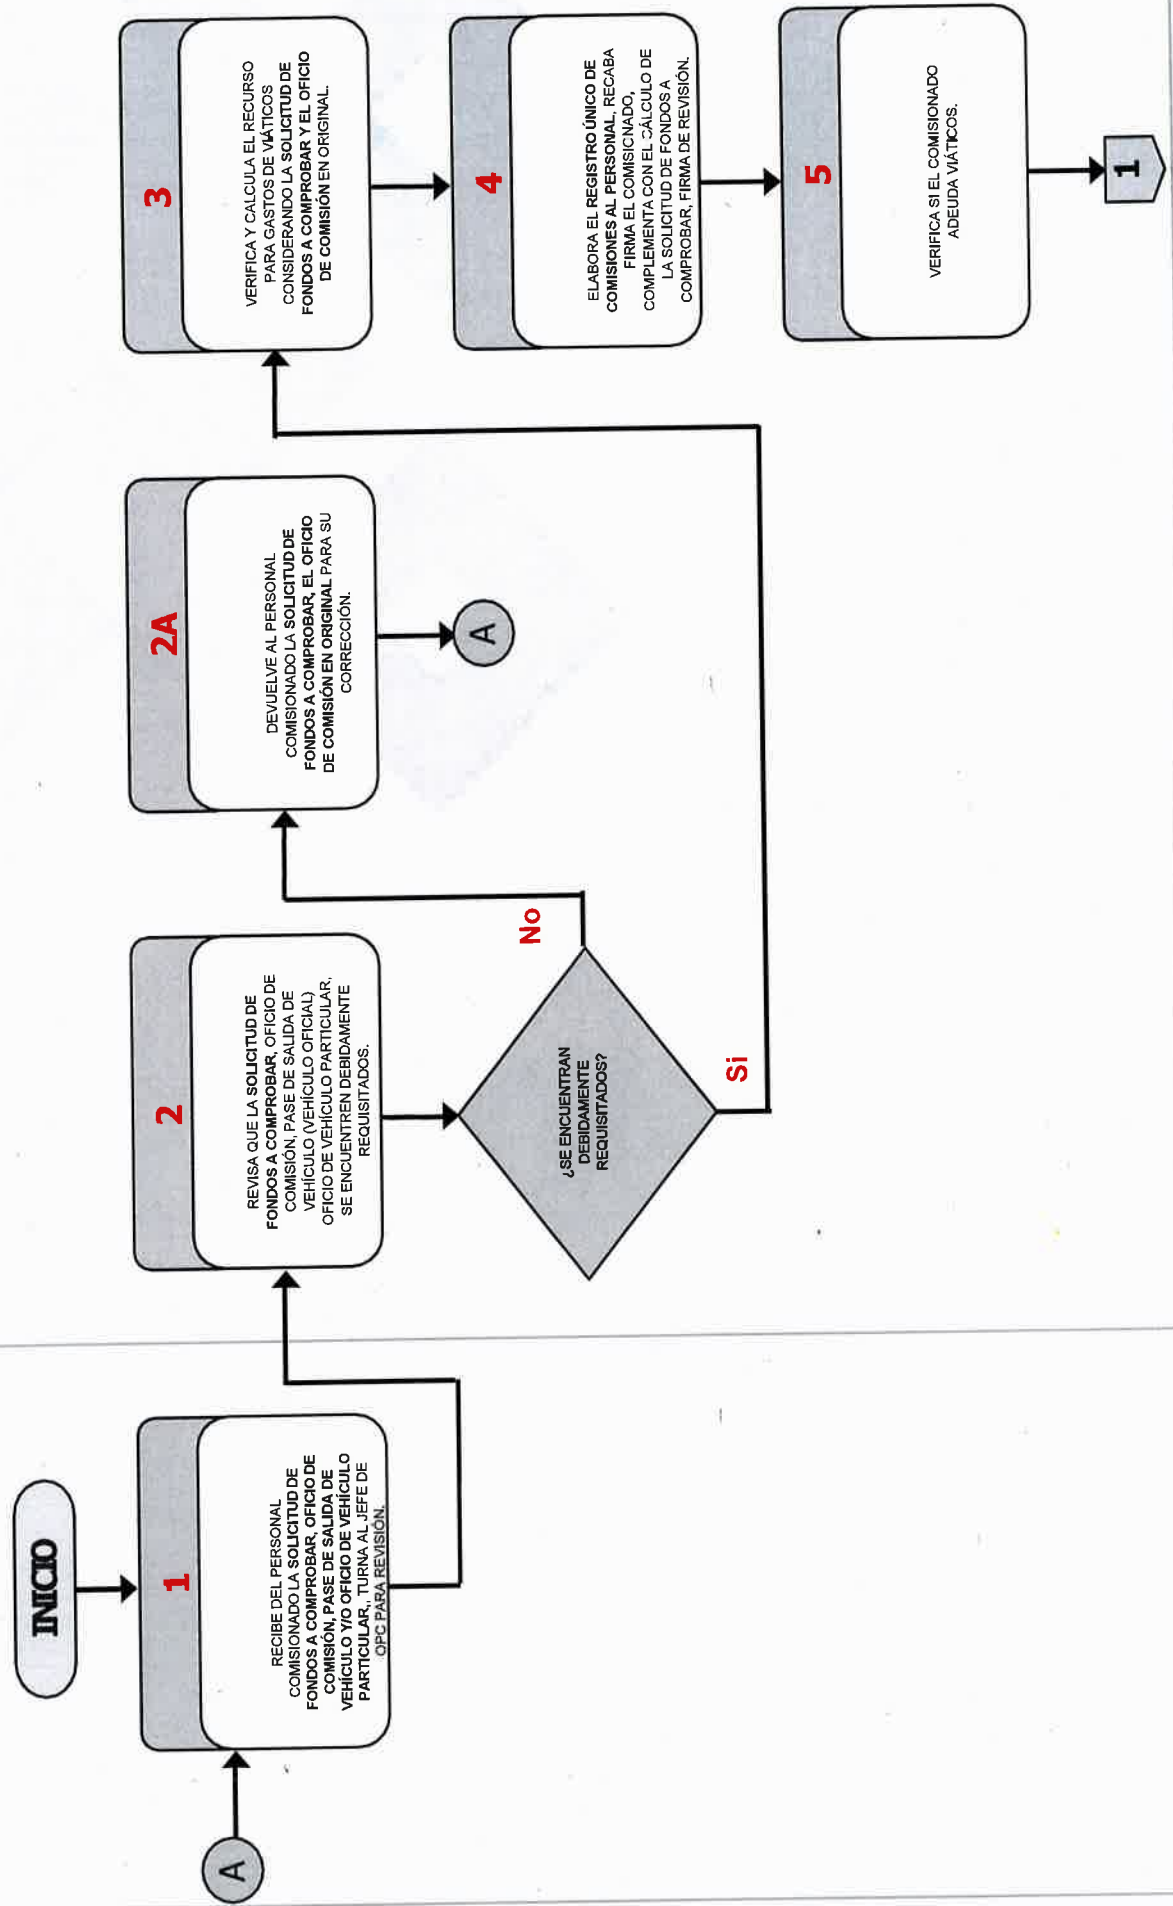 INICIO
A
1
RECIBE DEL PERSONAL
COMISIONADO LA SOLICITUD DE
FONDOS A COMPROBAR, OFICIO DE
COMISIÓN, PASE DE SALIDA DE
VEHÍCULO Y/O OFICIO DE VEHÍCULO
PARTICULAR,, TURNA AL JEFE DE
OPC PARA REVISIÓN.
2
REVISA QUE LA SOLICITUD DE
FONDOS A COMPROBAR, OFICIO DE
COMISIÓN, PASE DE SALIDA DE
VEHÍCULO (VEHÍCULO OFICIAL)
OFICIO DE VEHÍCULO PARTICULAR,
SE ENCUENTREN DEBIDAMENTE
REQUISITADOS.
¿SE ENCUENTRAN
DEBIDAMENTE
REQUISITADOS?
No
Si
2A
DEVUELVE AL PERSONAL
COMISIONADO LA SOLICITUD DE
FONDOS A COMPROBAR, EL OFICIO
DE COMISIÓN EN ORIGINAL PARA SU
CORRECCIÓN.
A
3
VERIFICA Y CALCULA EL RECURSO
PARA GASTOS DE VIÁTICOS
CONSIDERANDO LA SOLICITUD DE
FONDOS A COMPROBAR Y EL OFICIO
DE COMISIÓN EN ORIGINAL.
4
ELABORA EL REGISTRO ÚNICO DE
COMISIONES AL PERSONAL, RECABA
FIRMA EL COMISICNADO,
COMPLEMENTA CON EL CÁLCULO DE
LA SOLICITUD DE FONDOS A
COMPROBAR, FIRMA DE REVISIÓN.
5
VERIFICA SI EL COMISIONADO
ADEUDA VIÁTICOS.
1